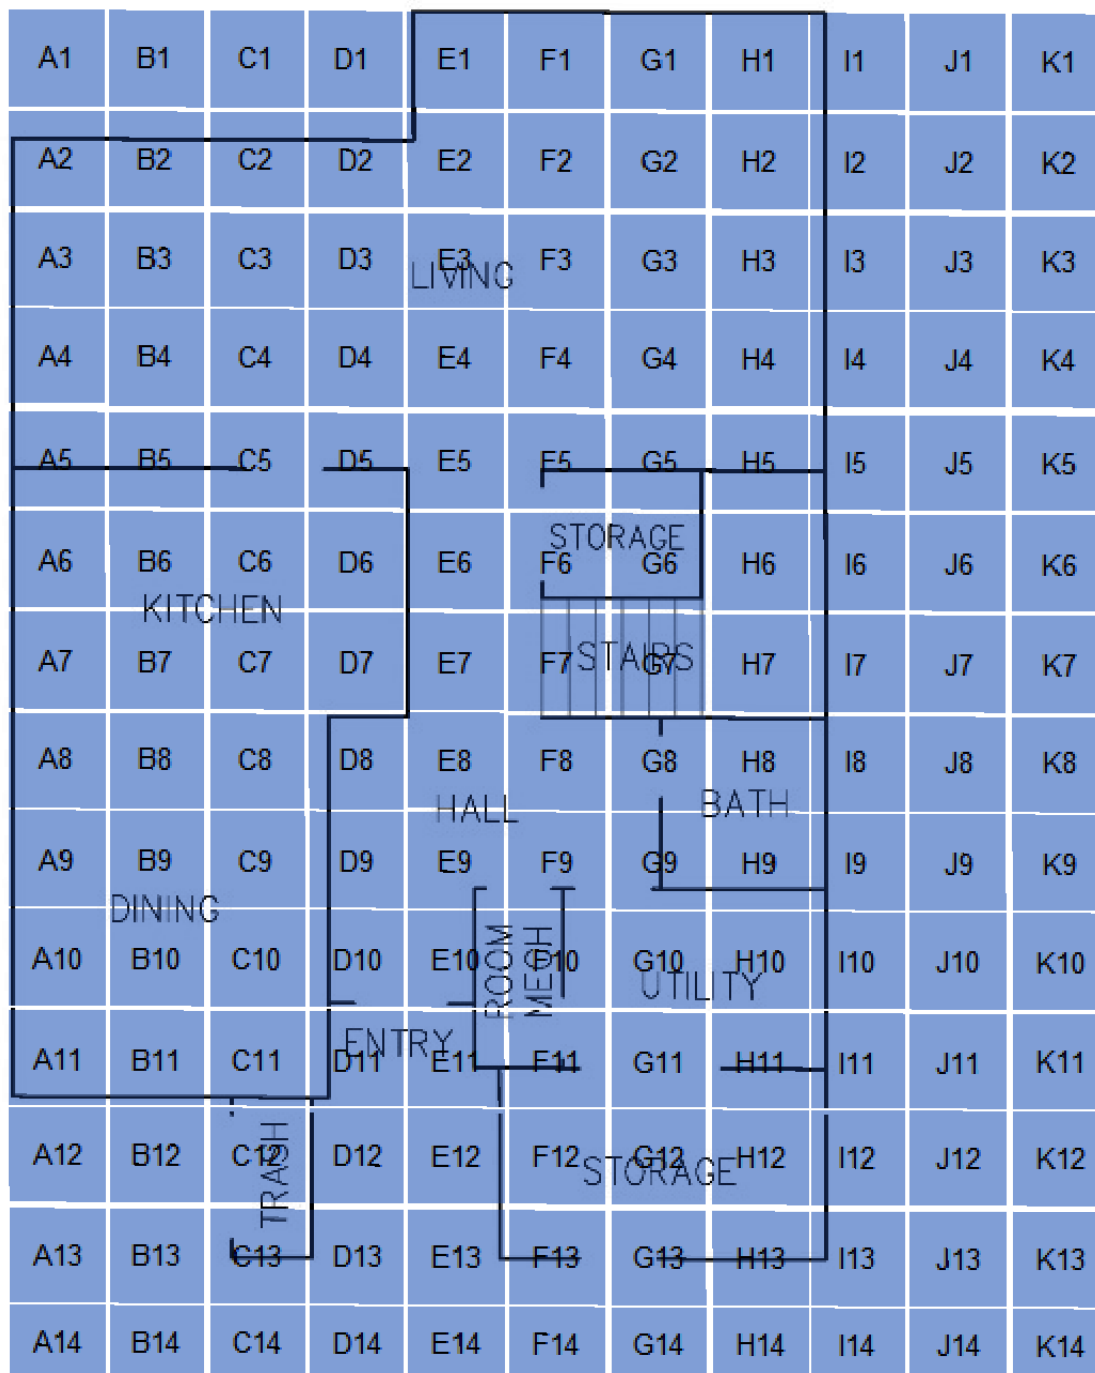 A1 B1 C1 D1 E1 F1 G1 H1 I1 J1 K1
A2 B2 C2 D2 E2 F2 G2 H2 I2 J2 K2
A3 B3 C3 D3 E3 F3 G3 H3 I3 J3 K3
LIVING
A4 B4 C4 D4 E4 F4 G4 H4 I4 J4 K4
A5 B5 C5 D5 E5 F5 G5 H5 I5 J5 K5
STORAGE
A6 B6 C6 D6 E6 F6 G6 H6 I6 J6 K6
KITCHEN
STAIRS
A7 B7 C7 D7 E7 F7 G7 H7 I7 J7 K7
A8 B8 C8 D8 E8 F8 G8 H8 I8 J8 K8
HALL BATH
A9 B9 C9 D9 E9 F9 G9 H9 I9 J9 K9
DINING
A10 B10 C10 D10 E10 F10 G10 H10 I10 J10 K10
ROOM
MECH
UTILITY
ENTRY
A11 B11 C11 D11 E11 F11 G11 H11 I11 J11 K11
A12 B12 C12 D12 E12 F12 G12 H12 I12 J12 K12
TRASH
STORAGE
A13 B13 C13 D13 E13 F13 G13 H13 I13 J13 K13
A14 B14 C14 D14 E14 F14 G14 H14 I14 J14 K14